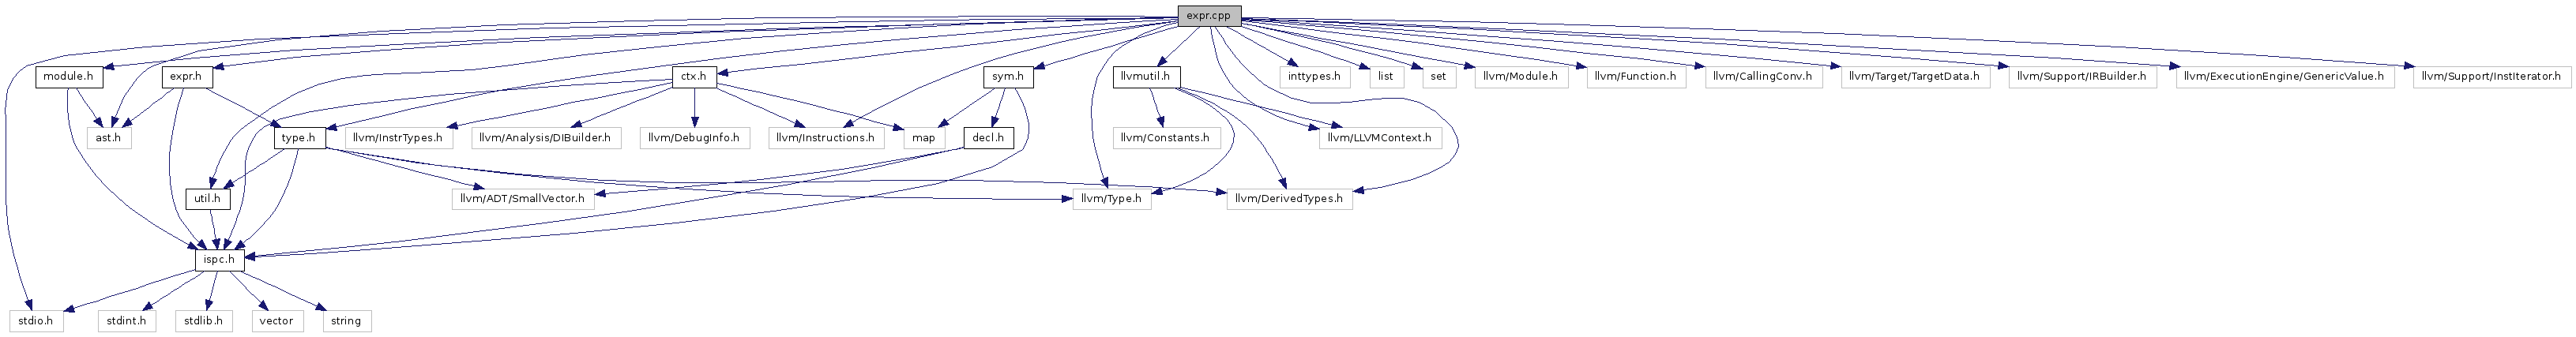 expr.cpp
module.h
expr.h
ctx.h
sym.h
llvmutil.h
inttypes.h
list
set
llvm/Module.h
llvm/Function.h
llvm/CallingConv.h
llvm/Target/TargetData.h
llvm/Support/IRBuilder.h
llvm/ExecutionEngine/GenericValue.h
llvm/Support/InstIterator.h
ast.h
type.h
llvm/InstrTypes.h
llvm/Analysis/DIBuilder.h
llvm/DebugInfo.h
llvm/Instructions.h
map
decl.h
llvm/Constants.h
llvm/LLVMContext.h
util.h
llvm/ADT/SmallVector.h
llvm/Type.h
llvm/DerivedTypes.h
ispc.h
stdio.h
stdint.h
stdlib.h
vector
string